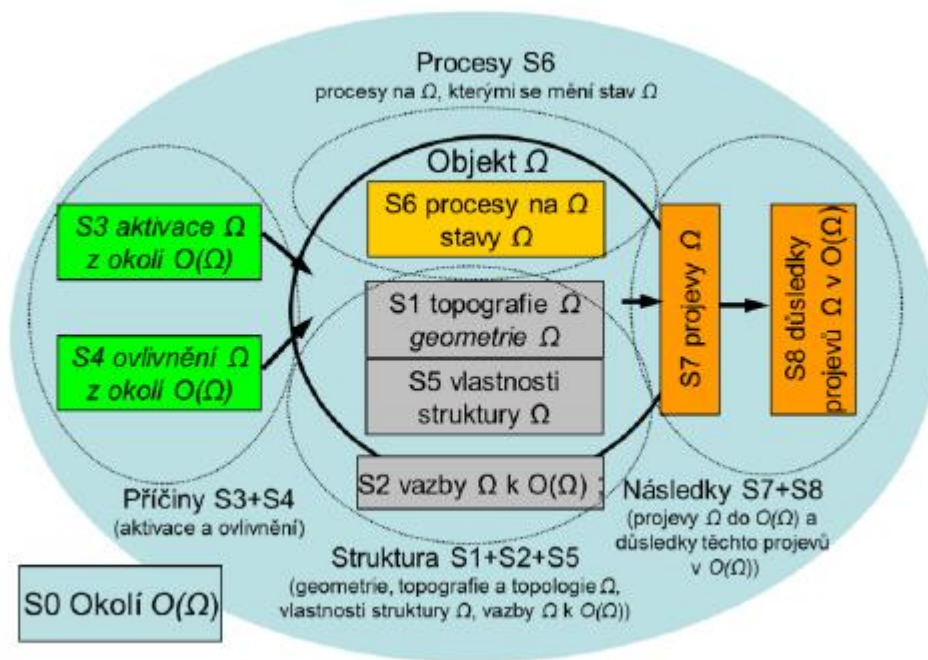 Procesy S6
procesy na Ω, kterými se mění stav Ω
Objekt Ω
S6 procesy na Ω
stavy Ω
S3 aktivace Ω
z okolí O(Ω)
S4 ovlivnění Ω
z okolí O(Ω)
S1 topografie Ω
geometrie Ω
S5 vlastnosti
struktury Ω
S2 vazby Ω k O(Ω)
S7 projevy Ω
S8 důsledky
projevů Ω v O(Ω)
Příčiny S3+S4
(aktivace a ovlivnění)
Následky S7+S8
(projevy Ω do O(Ω) a
důsledky těchto projevů
v O(Ω))
Struktura S1+S2+S5
(geometrie, topografie a topologie Ω,
vlastnosti struktury Ω, vazby Ω k O(Ω))
S0 Okolí O(Ω)